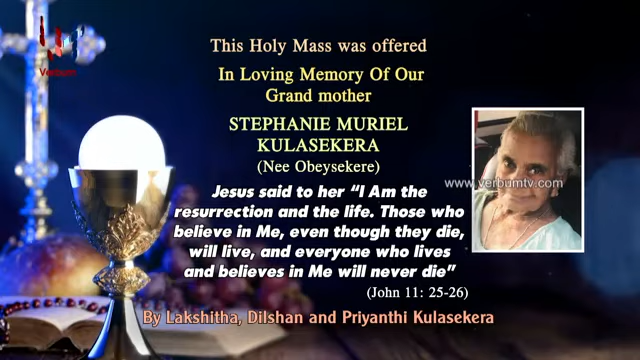 Verbum
This Holy Mass was offered
In Loving Memory Of Our
Grand mother
STEPHANIE MURIEL
KULASEKERA
(Nee Obeysekere)
www.verbumtv.com
Jesus said to her “I Am the
resurrection and the life. Those who
believe in Me, even though they die,
will live, and everyone who lives
and believes in Me will never die”
(John 11: 25-26)
By Lakshitha, Dilshan and Priyanthi Kulasekera